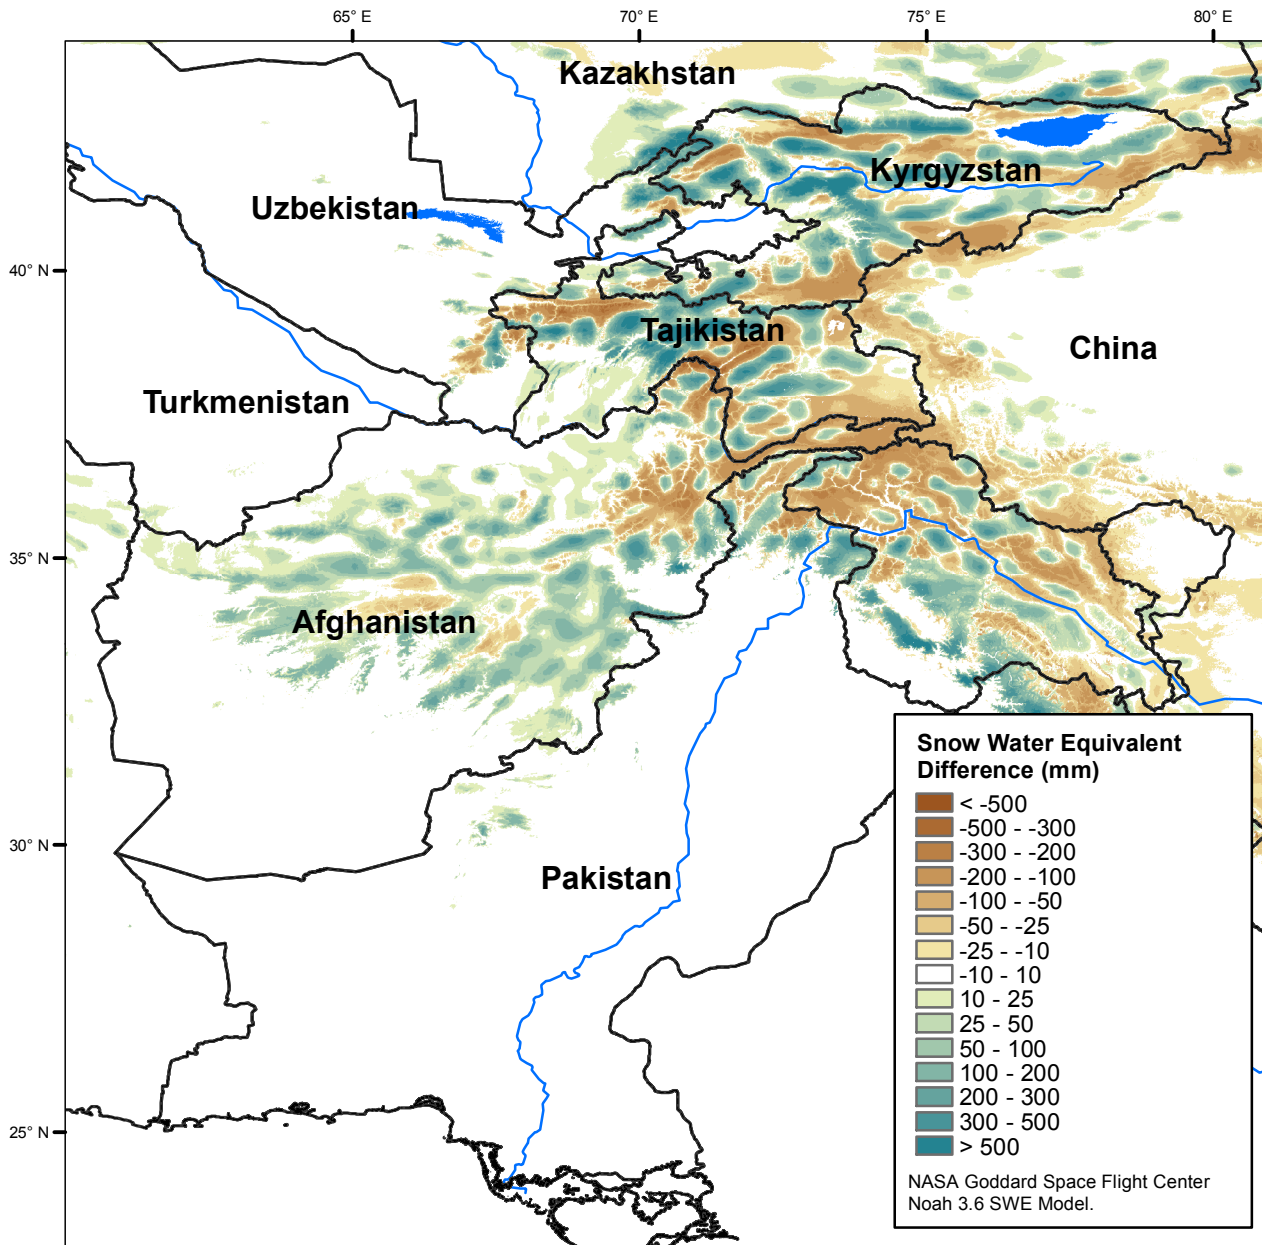 65° E
70° E
75° E
80° E
Kazakhstan
Kyrgyzstan
Uzbekistan
40° N
Tajikistan
China
Turkmenistan
35° N
Afghanistan
30° N
Pakistan
25° N
Snow Water Equivalent
Difference (mm)
< -500
-500 - -300
-300 - -200
-200 - -100
-100 - -50
-50 - -25
-25 - -10
-10 - 10
10 - 25
25 - 50
50 - 100
100 - 200
200 - 300
300 - 500
> 500
NASA Goddard Space Flight Center
Noah 3.6 SWE Model.